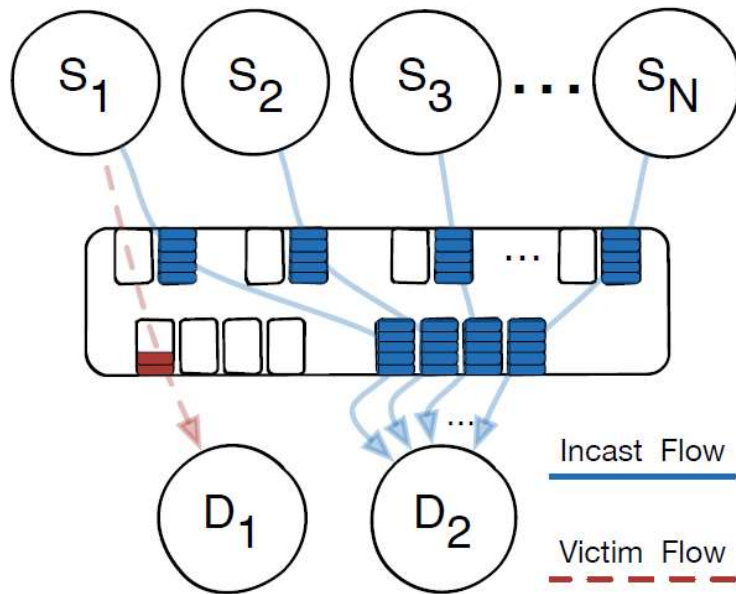 S1 S2 S3 ... SN
...
...
D1 D2
Incast Flow
Victim Flow